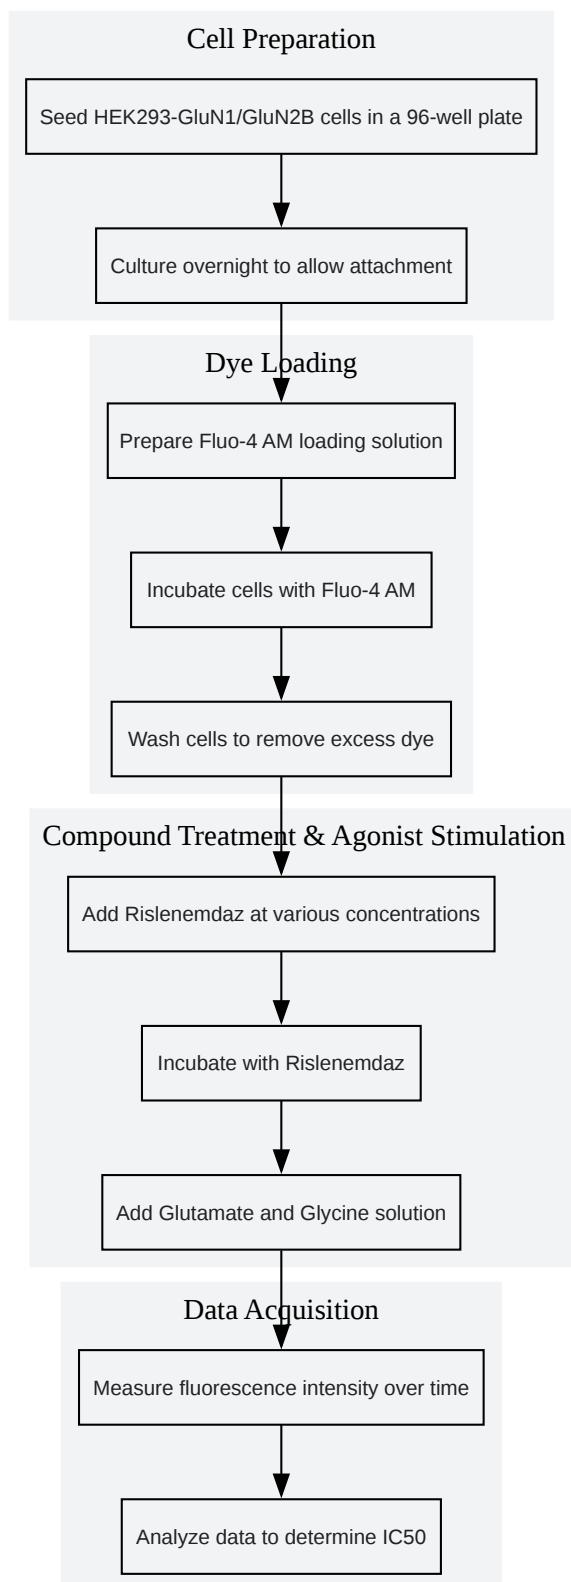 Cell Preparation
Seed HEK293-GluN1/GluN2B cells in a 96-well plate
Culture overnight to allow attachment
Dye Loading
Prepare Fluo-4 AM loading solution
Incubate cells with Fluo-4 AM
Wash cells to remove excess dye
Compound Treatment & Agonist Stimulation
Add Rislenemdaz at various concentrations
Incubate with Rislenemdaz
Add Glutamate and Glycine solution
Data Acquisition
Measure fluorescence intensity over time
Analyze data to determine IC50